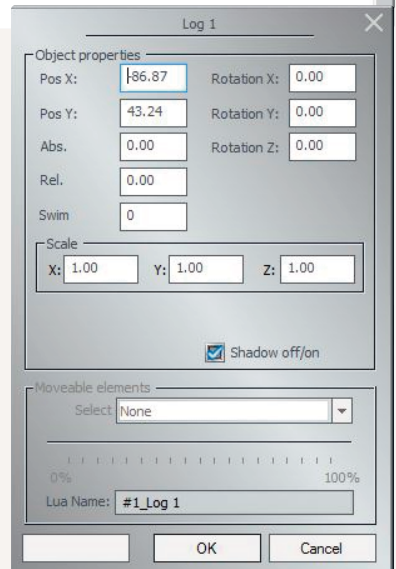 Log 1
Object properties
Pos X: -86.87 Rotation X: 0.00
Pos Y: 43.24 Rotation Y: 0.00
Abs. 0.00 Rotation Z: 0.00
Rel. 0.00
Swim 0
Scale
X: 1.00 Y: 1.00 Z: 1.00
Shadow off/on
Moveable elements
Select None
0% 100%
Lua Name: #1_Log 1
OK Cancel